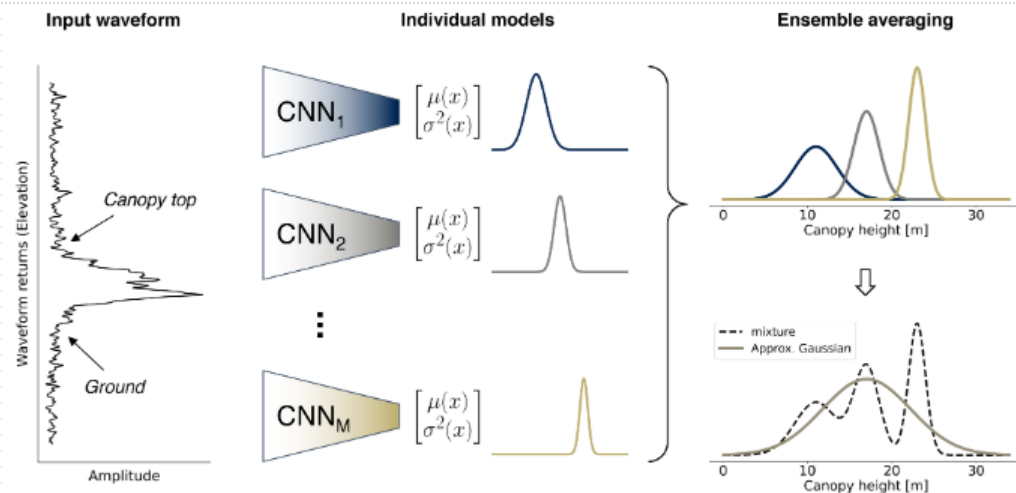 Input waveform
Individual models
Ensemble averaging
Waveform returns (Elevation)
Canopy top
Ground
Amplitude
CNN1
μ(x)
σ²(x)
CNN2
μ(x)
σ²(x)
⋮
CNNM
μ(x)
σ²(x)
0 10 20 30
Canopy height [m]
mixture
Approx. Gaussian
0 10 20 30
Canopy height [m]